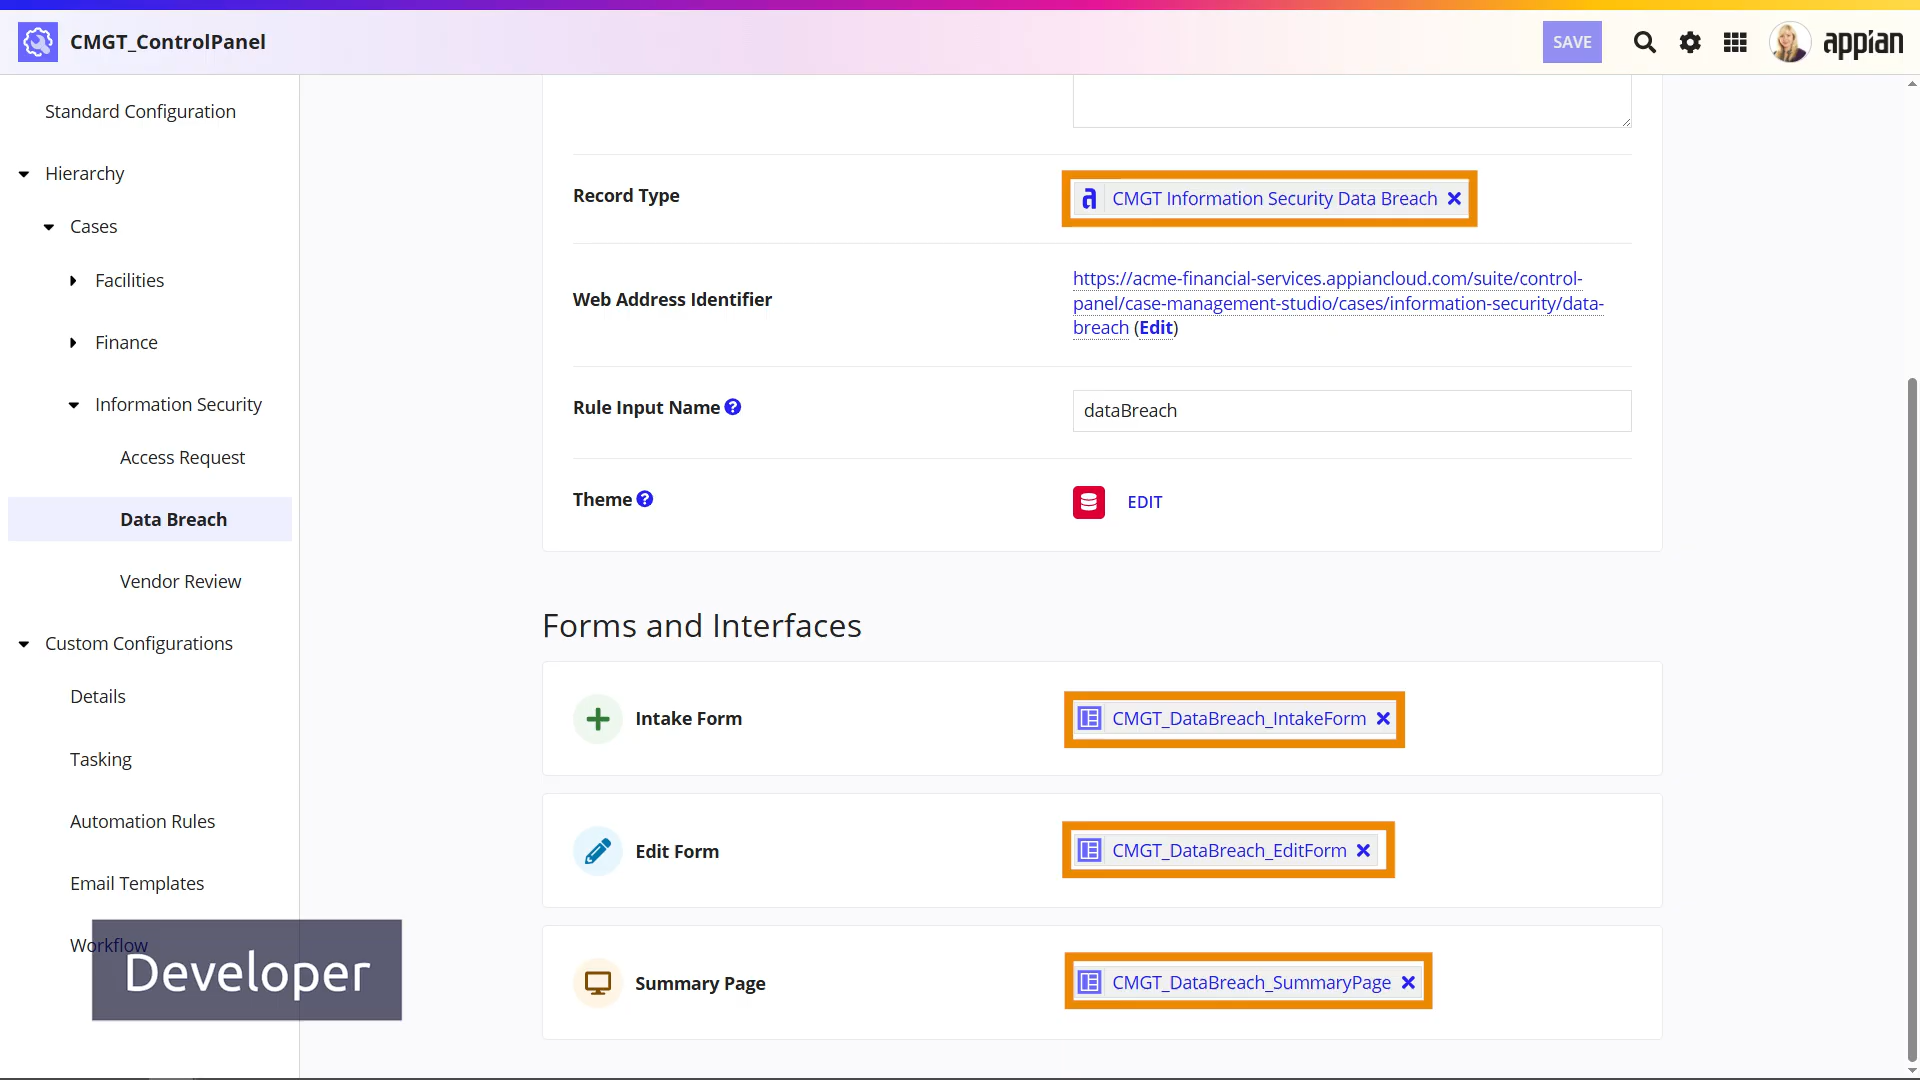 CMGT_ControlPanel
SAVE
appian
Standard Configuration
Hierarchy
Cases
Facilities
Finance
Information Security
Access Request
Data Breach
Vendor Review
Custom Configurations
Details
Tasking
Automation Rules
Email Templates
Workflow
Developer
Record Type
CMGT Information Security Data Breach
Web Address Identifier
https://acme-financial-services.appiancloud.com/suite/control-
panel/case-management-studio/cases/information-security/data-
breach (Edit)
Rule Input Name
dataBreach
Theme
EDIT
Forms and Interfaces
Intake Form
CMGT_DataBreach_IntakeForm
Edit Form
CMGT_DataBreach_EditForm
Summary Page
CMGT_DataBreach_SummaryPage